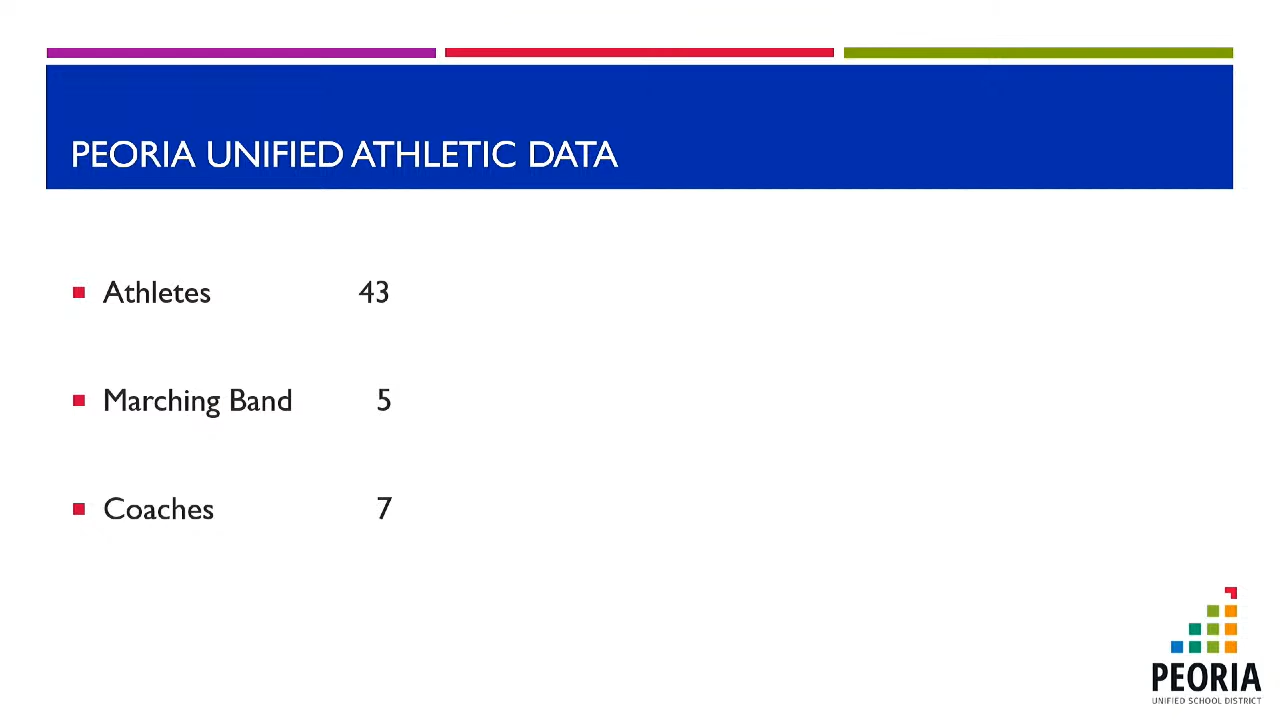 PEORIA UNIFIED ATHLETIC DATA
Athletes 43
Marching Band 5
Coaches 7
PEORIA
UNIFIED SCHOOL DISTRICT